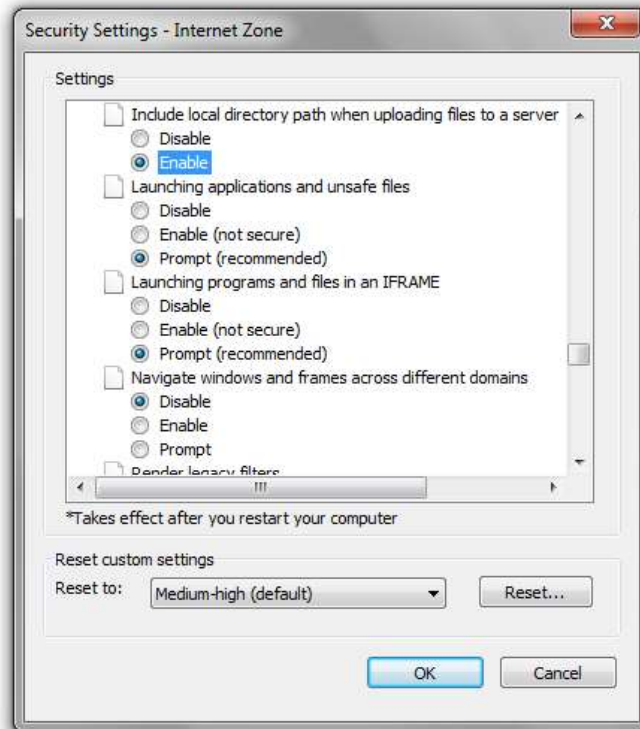 Security Settings - Internet Zone
Settings
Include local directory path when uploading files to a server
Disable
Enable
Launching applications and unsafe files
Disable
Enable (not secure)
Prompt (recommended)
Launching programs and files in an IFRAME
Disable
Enable (not secure)
Prompt (recommended)
Navigate windows and frames across different domains
Disable
Enable
Prompt
Render legacy filters
*Takes effect after you restart your computer
Reset custom settings
Reset to: Medium-high (default) Reset...
OK Cancel